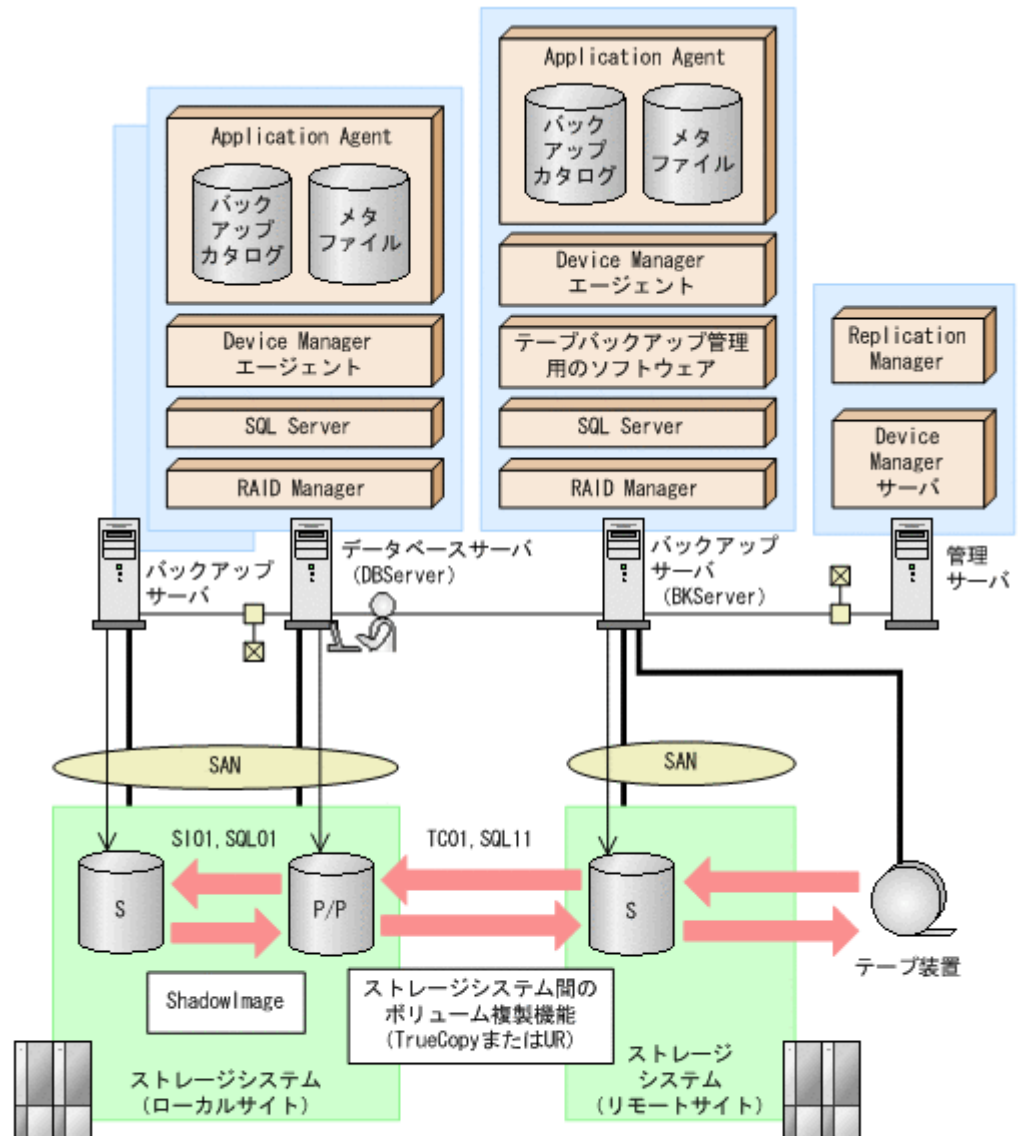 Application Agent
バック
アップ
カタログ
メタ
ファイル
Device Manager
エージェント
SQL Server
RAID Manager
Application Agent
バック
アップ
カタログ
メタ
ファイル
Device Manager
エージェント
テープバックアップ管理
用のソフトウェア
SQL Server
RAID Manager
Replication
Manager
Device
Manager
サーバ
バックアップ
サーバ
データベースサーバ
(DBServer)
バックアップ
サーバ
(BKServer)
管理
サーバ
SAN
SAN
SI01,SQL01
TC01,SQL11
S
P/P
S
テープ装置
ShadowImage
ストレージシステム間の
ボリューム複製機能
(TrueCopyまたはUR)
ストレージシステム
(ローカルサイト)
ストレージ
システム
(リモートサイト)